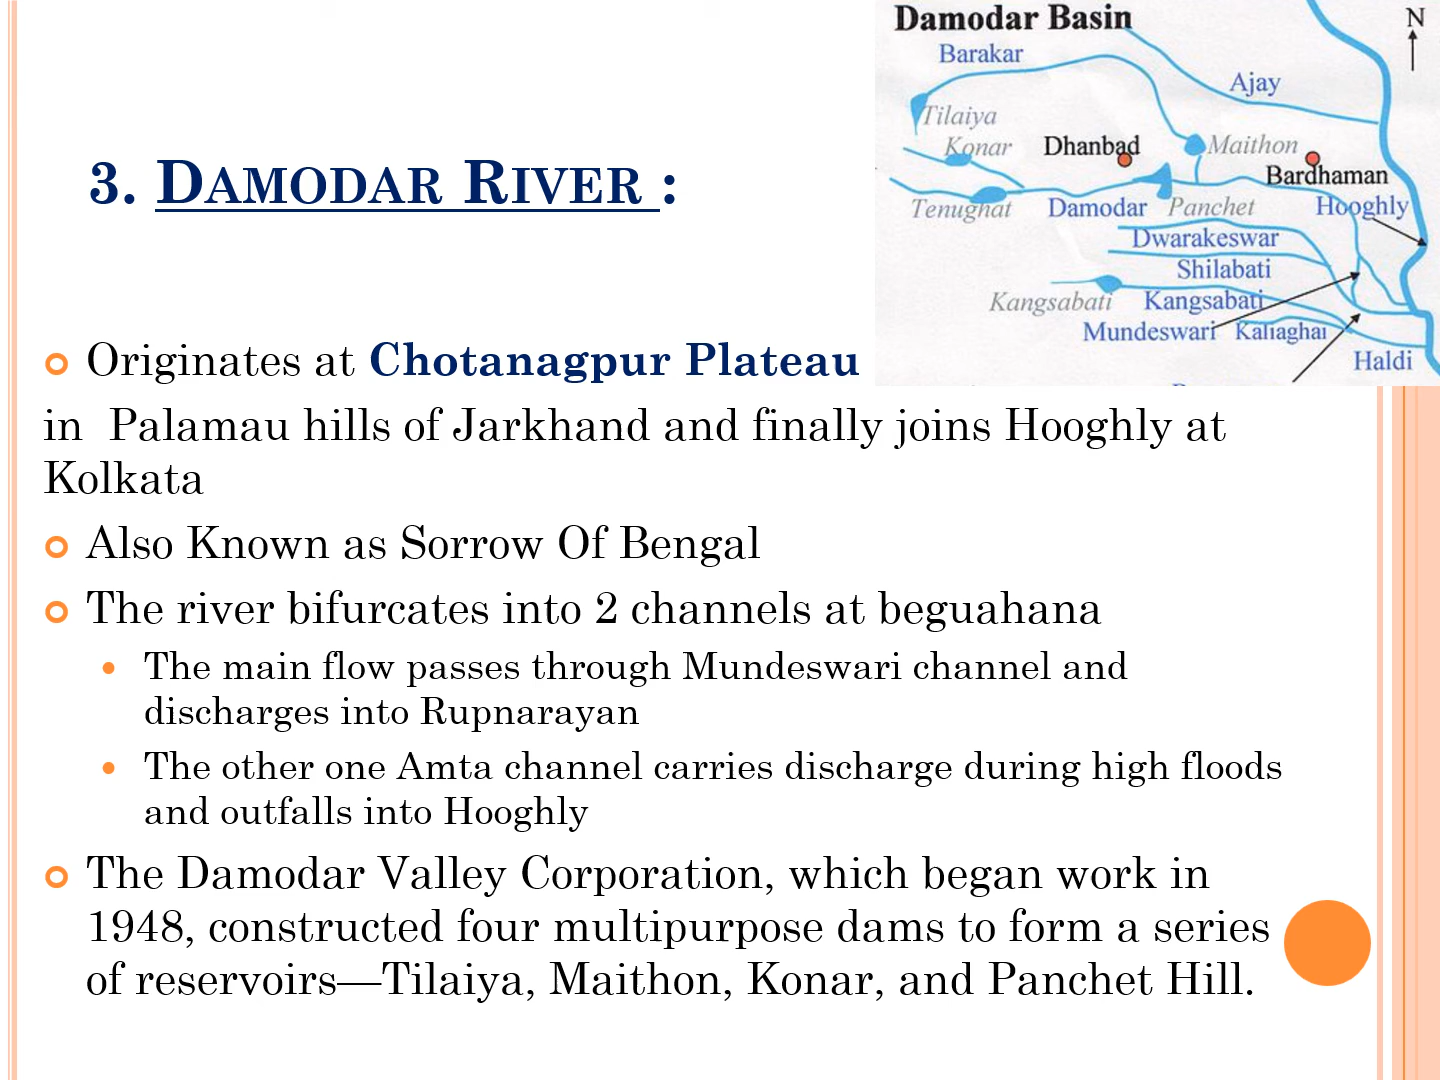 Damodar Basin
N
Barakar
Ajay
Tilaiya
Konar
Dhanbad
Maithon
Bardhaman
Tenughat
Damodar
Panchet
Hooghly
Dwarakeswar
Shilabati
Kangsabati
Kangsabati
Mundeswari
Kaliaghai
Haldi
3. DAMODAR RIVER :
Originates at Chotanagpur Plateau
in Palamau hills of Jarkhand and finally joins Hooghly at
Kolkata
Also Known as Sorrow Of Bengal
The river bifurcates into 2 channels at beguahana
The main flow passes through Mundeswari channel and
discharges into Rupnarayan
The other one Amta channel carries discharge during high floods
and outfalls into Hooghly
The Damodar Valley Corporation, which began work in
1948, constructed four multipurpose dams to form a series
of reservoirs—Tilaiya, Maithon, Konar, and Panchet Hill.